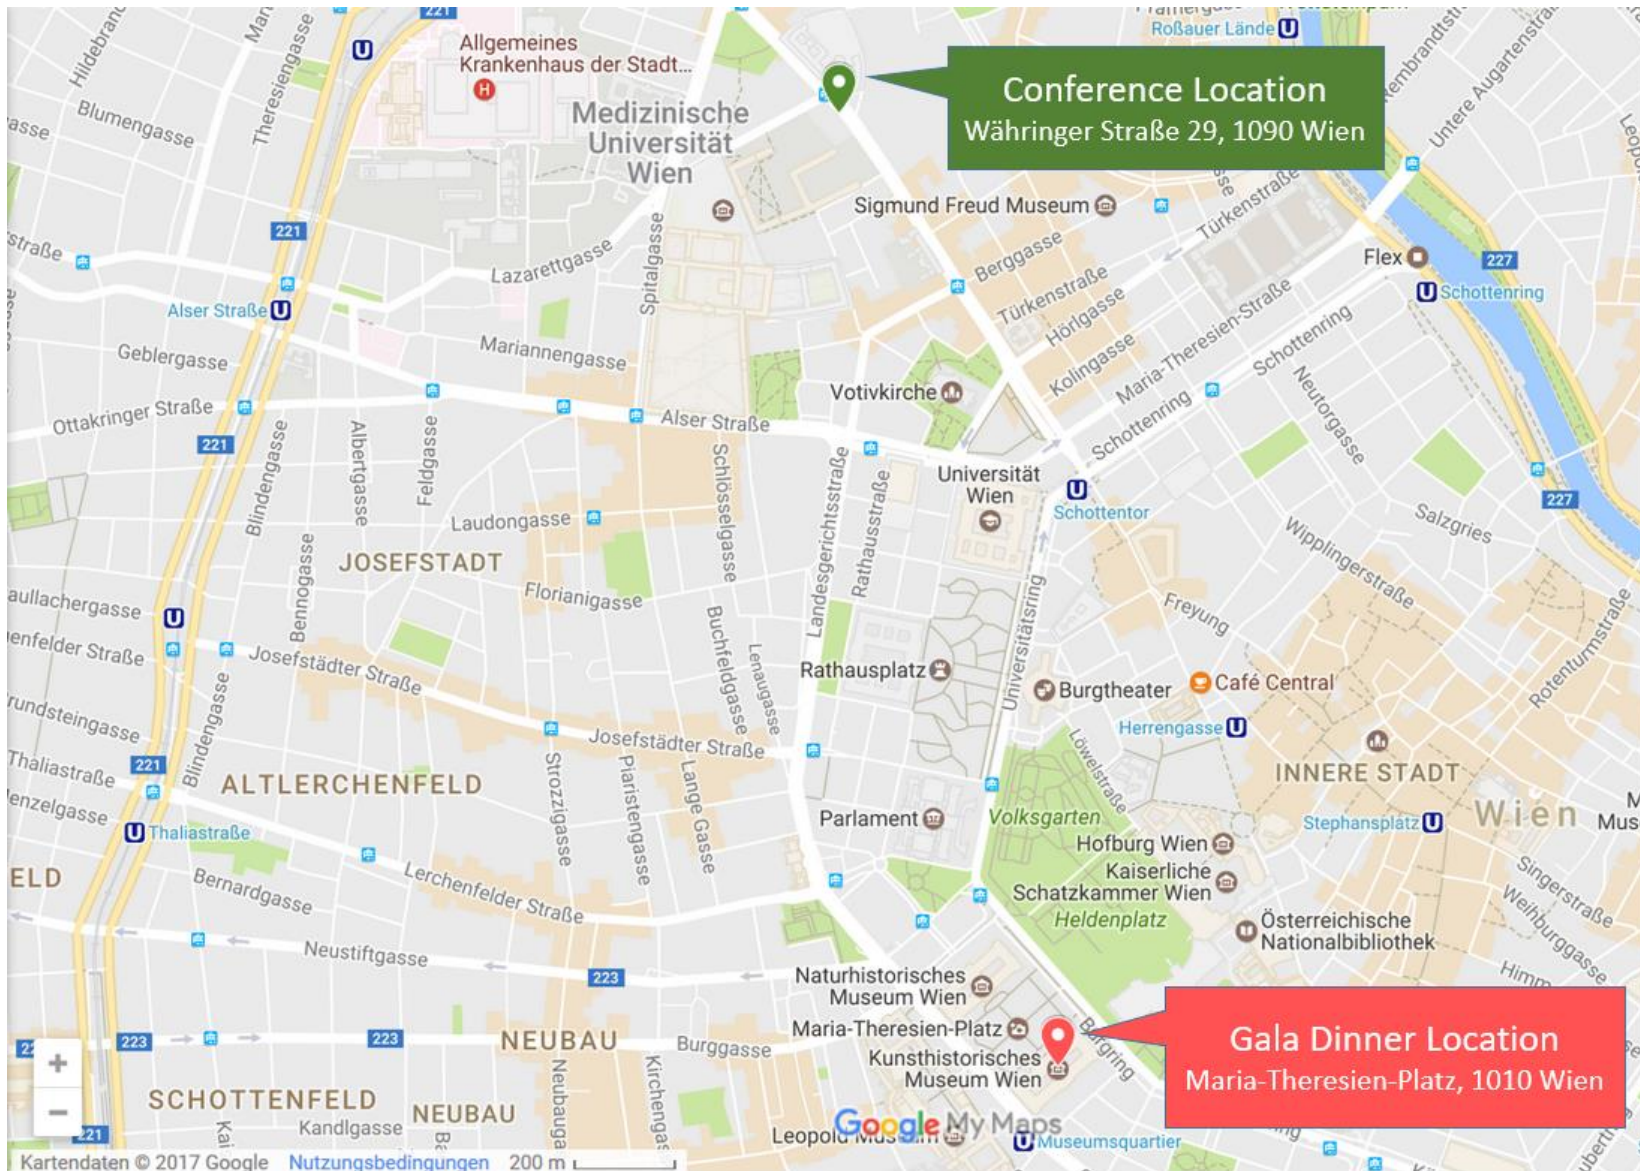 221
Roßauer Lände
Theresiengasse
Allgemeines
Krankenhaus der Stadt...
Conference Location
Währinger Straße 29, 1090 Wien
Untere Augartenstraße
Blumengasse
Medizinische
Universität
Wien
Sigmund Freud Museum
Türkenstraße
221
Lazarettgasse
Spitalgasse
Berggasse
Flex
227
Schottenring
Alser Straße
Türkenstraße
Hörlgasse
Maria-Theresien-Straße
Schottenring
Geblergasse
Mariannengasse
Kolingasse
Votivkirche
Neutorgasse
Ottakringer Straße
Alser Straße
Schottenring
221
Blindengasse
Albertgasse
Feldgasse
Schlösselgasse
Landesgerichtsstraße
Rathausstraße
Universität
Wien
Schottentor
227
Laudongasse
Salzgries
Wipplingerstraße
JOSEFSTADT
Bennogasse
Florianigasse
Buchfeldgasse
Lenaugasse
Universitätsring
Freyung
Rotenturmstraße
Josefstädter Straße
Rathausplatz
Burgtheater
Café Central
Herrengasse
Blindengasse
Josefstädter Straße
Löwelstraße
Thaliastraße
221
ALTLERCHENFELD
Strozzigasse
Piaristengasse
Lange Gasse
INNERE STADT
Wien
Parlament
Volksgarten
Stephansplatz
Thaliastraße
Hofburg Wien
Kaiserliche
Schatzkammer Wien
Singerstraße
Weihburggasse
Bernardgasse
Lerchenfelder Straße
Heldenplatz
Österreichische
Nationalbibliothek
Neustiftgasse
223
Naturhistorisches
Museum Wien
Maria-Theresien-Platz
Burgring
Gala Dinner Location
Maria-Theresien-Platz, 1010 Wien
223
223
NEUBAU
Burggasse
Kunsthistorisches
Museum Wien
SCHOTTENFELD
NEUBAU
Kandlgasse
Google My Maps
Leopold Museum
Museumsquartier
221
Kartendaten © 2017 Google Nutzungsbedingungen 200 m